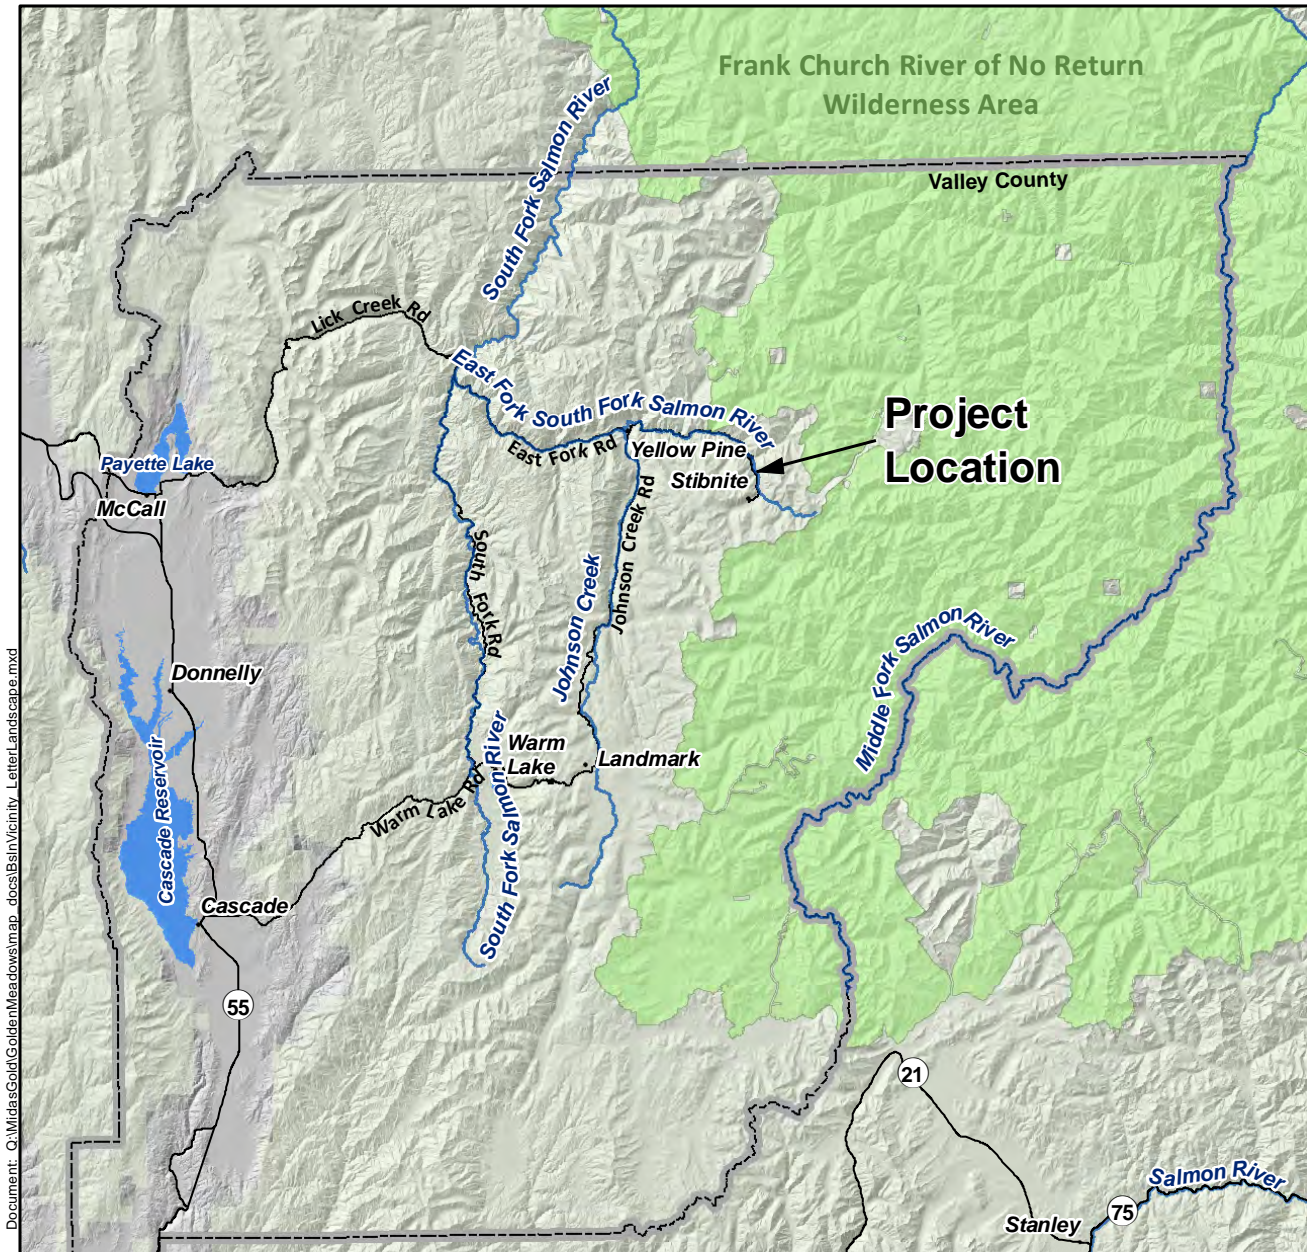 Frank Church River of No Return
Wilderness Area
South Fork Salmon River
Valley County
Lick Creek Rd
East Fork South Fork Salmon River
Project
Location
East Fork Rd
Yellow Pine
Stibnite
Payette Lake
McCall
South Fork Rd
Johnson Creek
Johnson Creek Rd
Middle Fork Salmon River
Donnelly
Cascade Reservoir
Warm
Lake
Landmark
Warm Lake Rd
South Fork Salmon River
Cascade
55
21
Salmon River
75
Stanley
Document: Q:\MidasGold\GoldenMeadows\map_docs\BslnVicinity_LetterLandscape.mxd